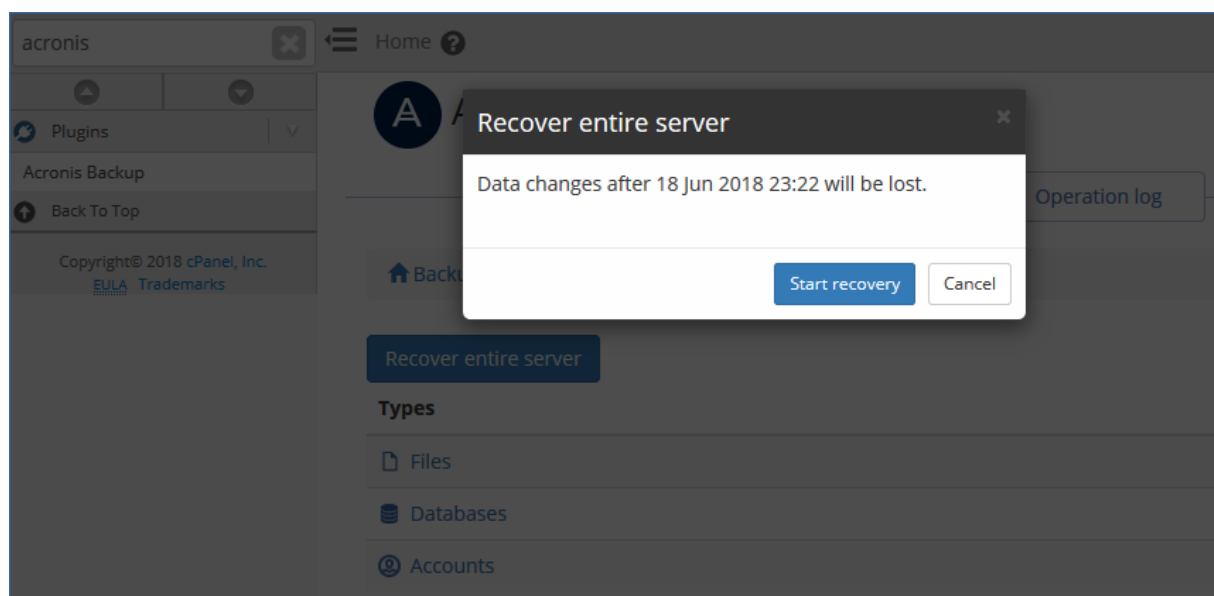 acronis
Home
Plugins
Acronis Backup
Back To Top
Copyright© 2018 cPanel, Inc.
EULA Trademarks
A
Recover entire server
Data changes after 18 Jun 2018 23:22 will be lost.
Start recovery Cancel
Operation log
Recover entire server
Types
Files
Databases
Accounts